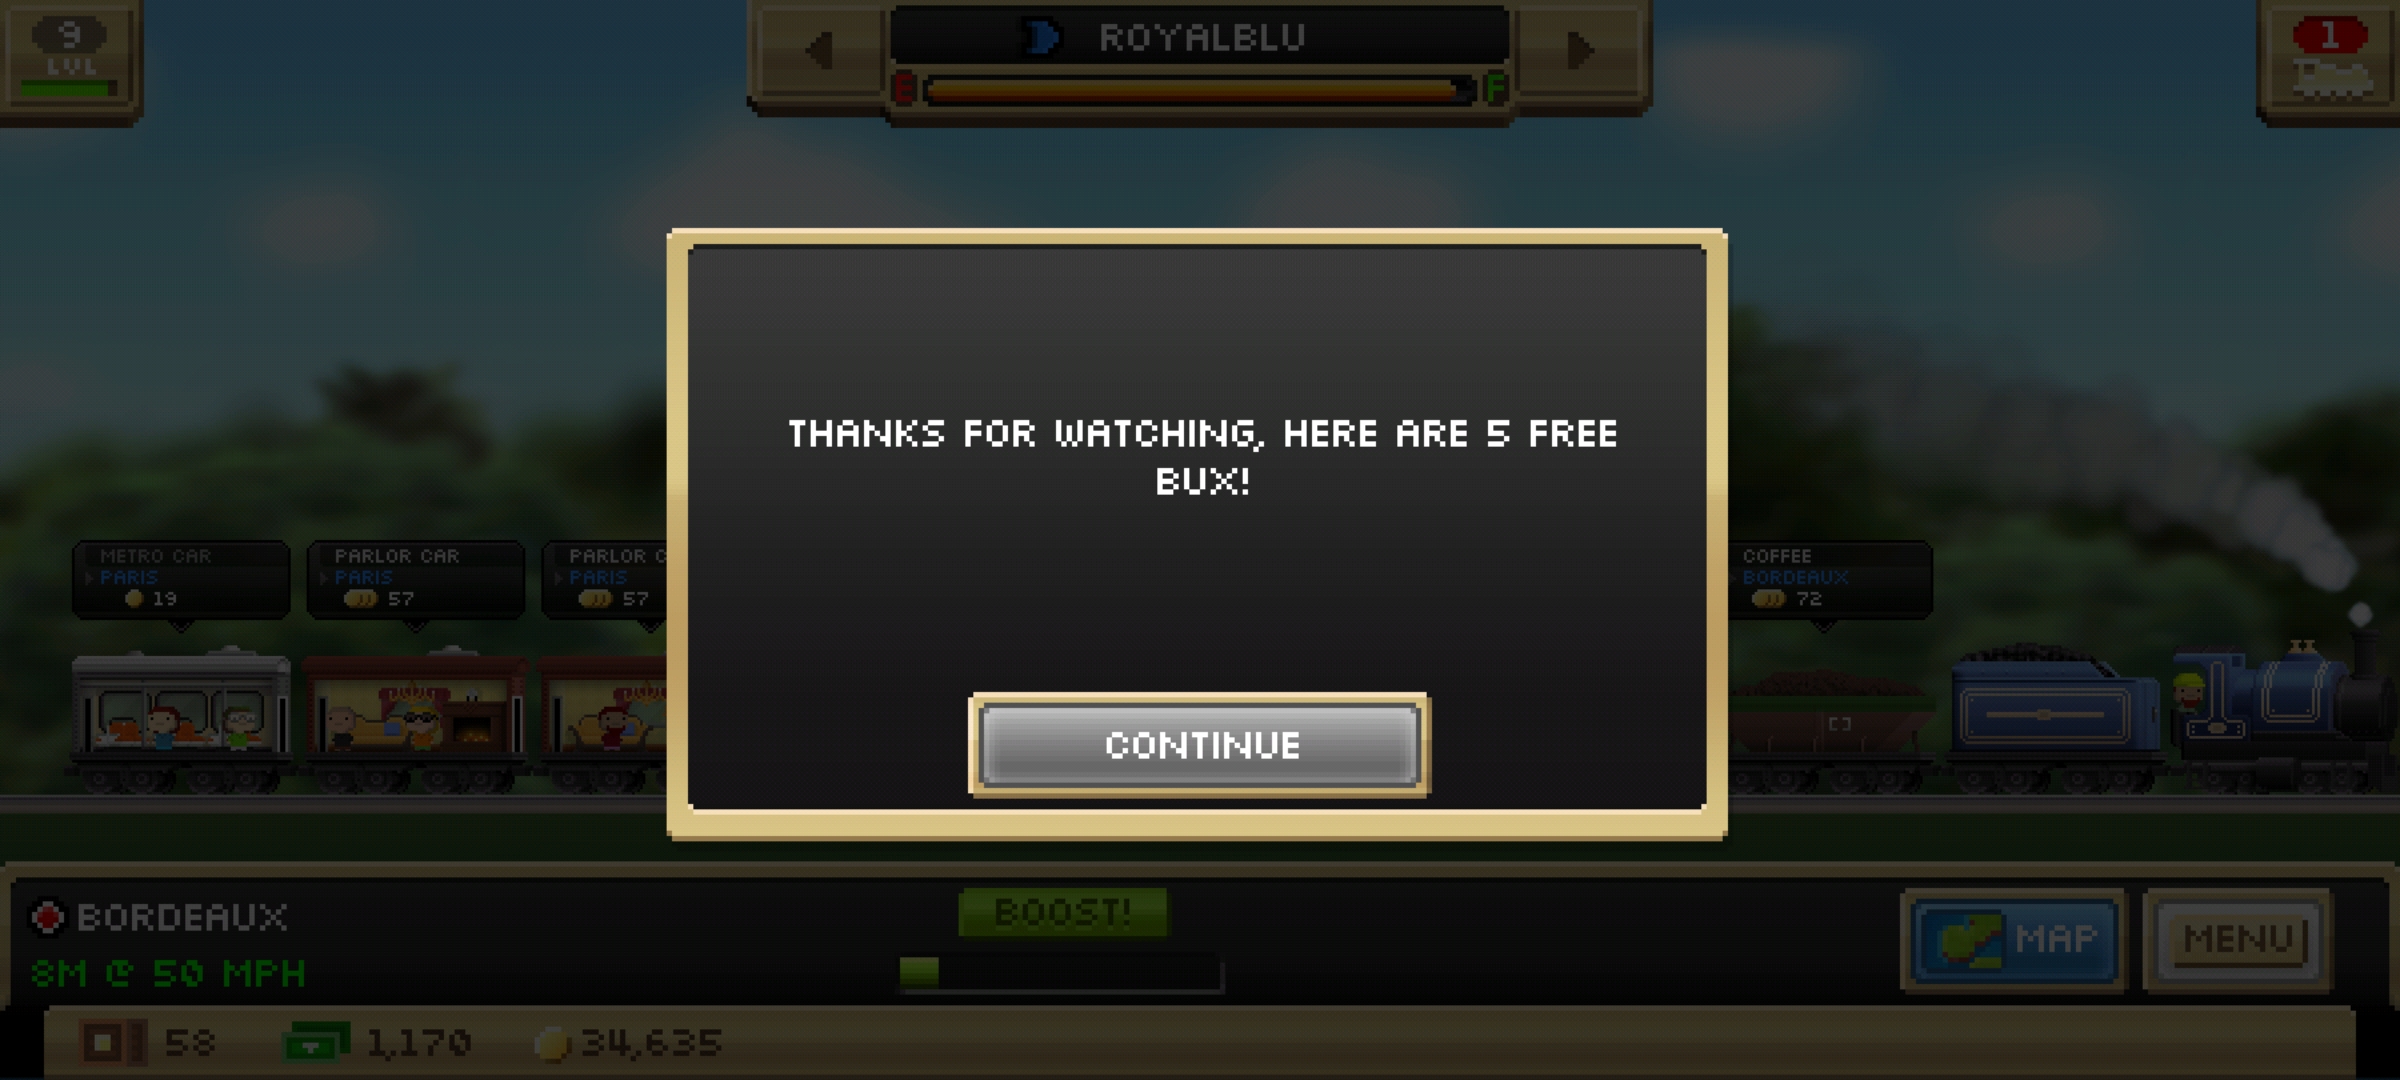 9
LVL
ROYALBLU
E
F
1
THANKS FOR WATCHING, HERE ARE 5 FREE
BUX!
METRO CAR
PARIS
19
PARLOR CAR
PARIS
57
PARLOR C
PARIS
57
COFFEE
BORDEAUX
72
CONTINUE
BORDEAUX
8M @ 50 MPH
BOOST!
MAP
MENU
58
1,170
34,635